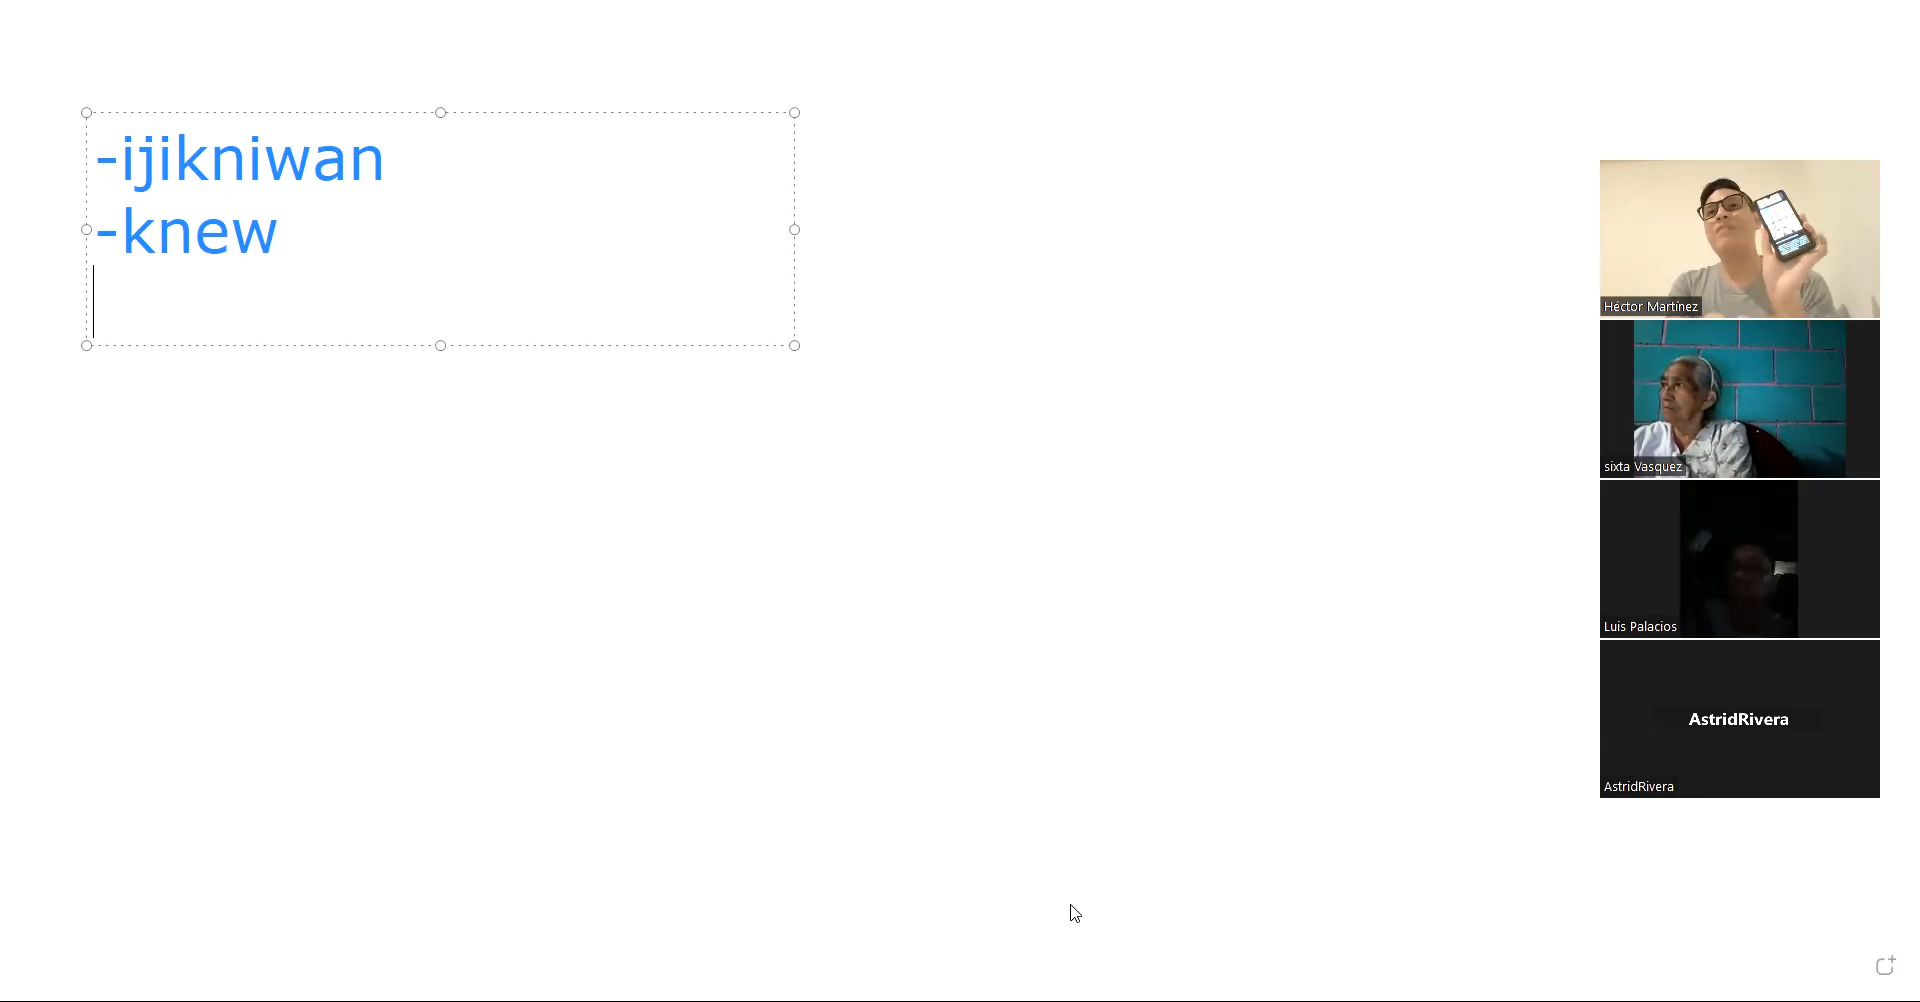 -ijikniwan
-knew
Héctor Martínez
sixta Vasquez
Luis Palacios
AstridRivera
AstridRivera